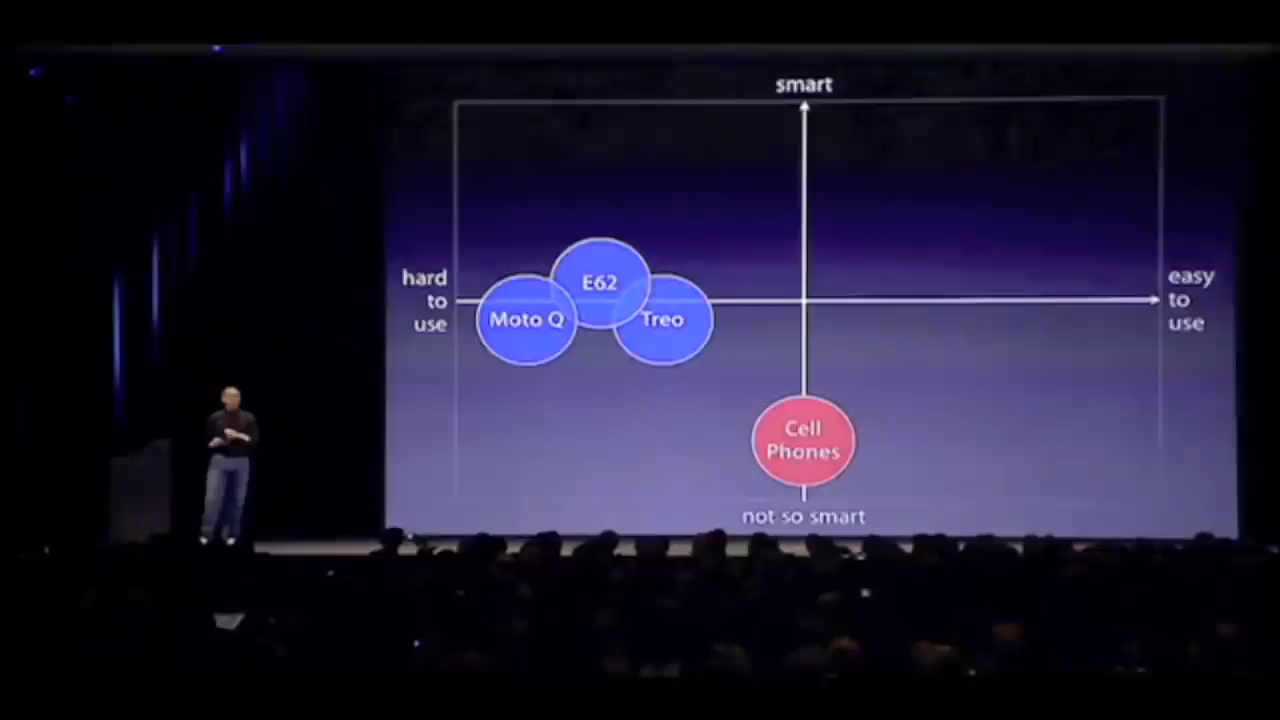 smart
hard
to
use
E62
Moto Q
Treo
easy
to
use
Cell
Phones
not so smart